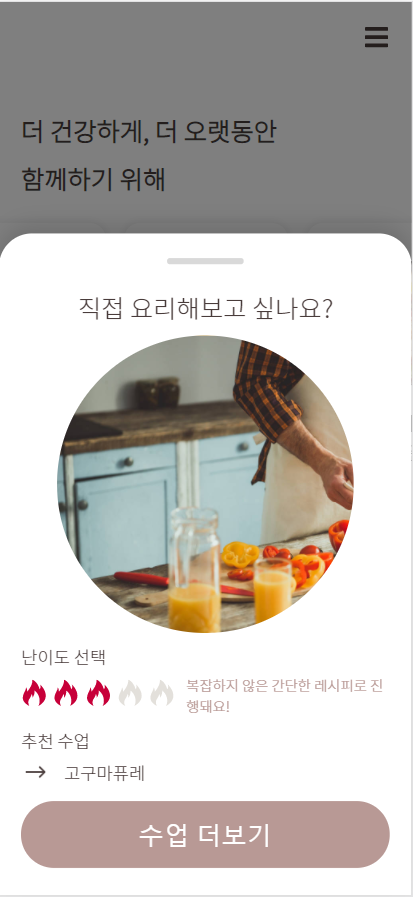 더 건강하게, 더 오랫동안
함께하기 위해
직접 요리해보고 싶나요?
난이도 선택
복잡하지 않은 간단한 레시피로 진
행돼요!
추천 수업
→ 고구마퓨레
수업 더보기